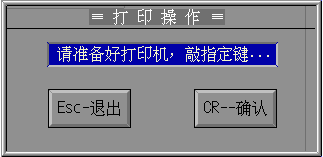 = 打 印 操 作 =
请准备好打印机，敲指定键...
Esc-退出
CR--确认